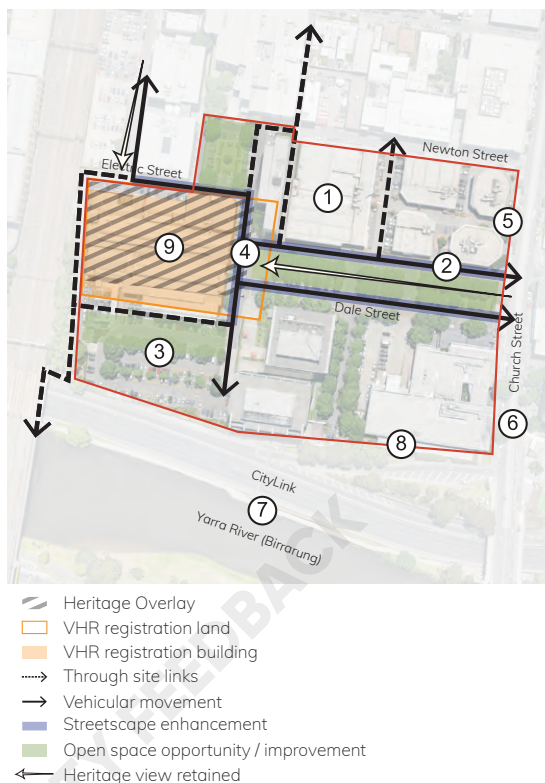 Newton Street
Electric Street
1
5
9
4
2
Dale Street
3
Church Street
6
8
CityLink
7
Yarra River (Birrarung)
Heritage Overlay
VHR registration land
VHR registration building
Through site links
Vehicular movement
Streetscape enhancement
Open space opportunity / improvement
Heritage view retained
TY FEEDBACK